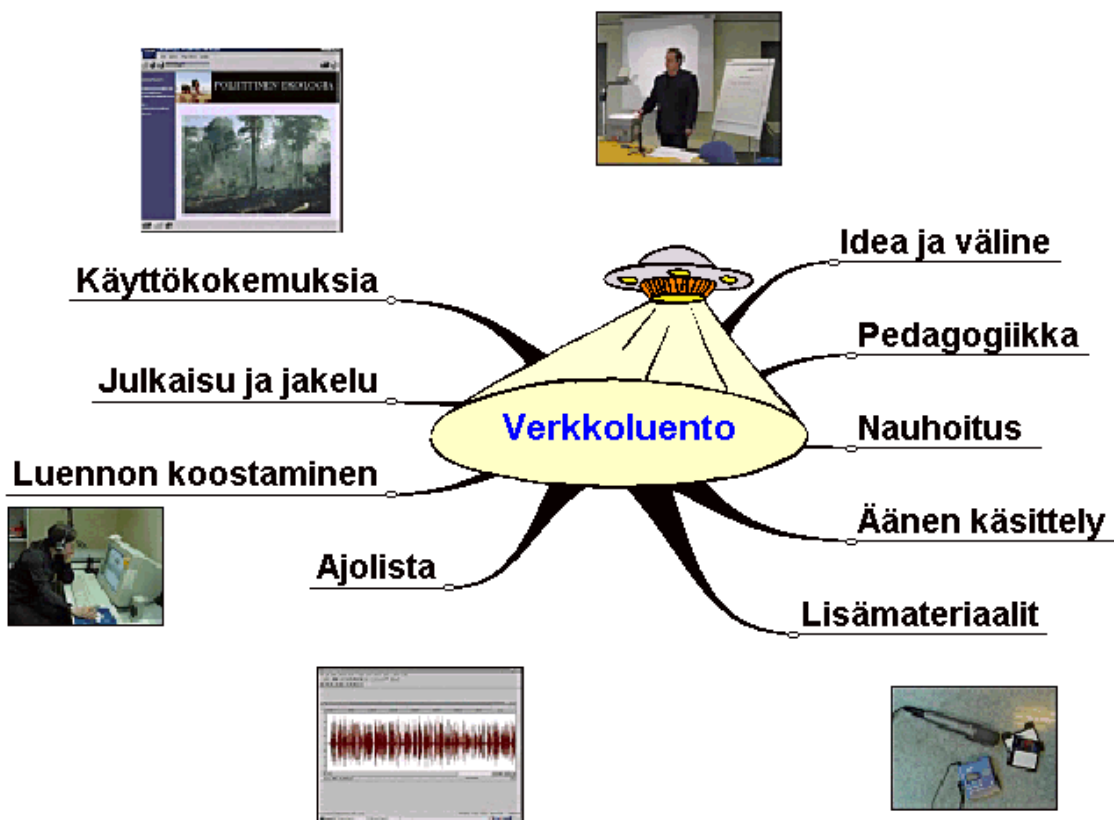 POLIITTINEN EKOLOGIA
Idea ja väline
Käyttökokemuksia
Pedagogiikka
Julkaisu ja jakelu
Verkkoluento
Nauhoitus
Luennon koostaminen
Äänen käsittely
Ajolista
Lisämateriaalit